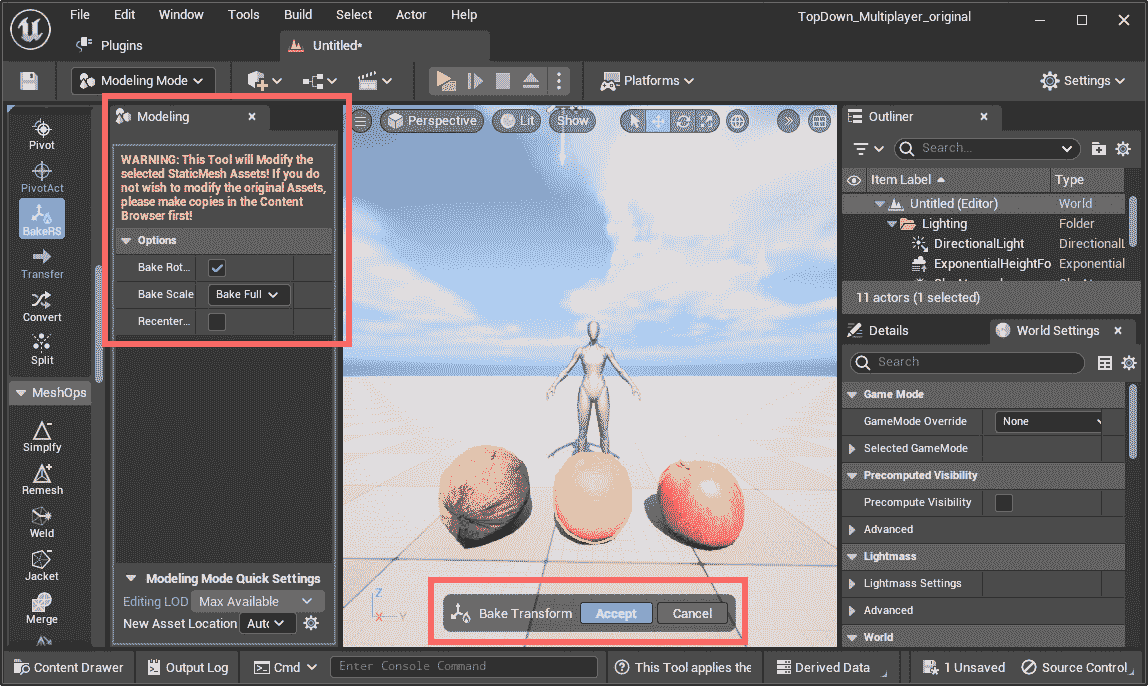 File Edit Window Tools Build Select Actor Help
TopDown_Multiplayer_original
Plugins
Untitled*
Modeling Mode
Platforms
Settings
Pivot
PivotAct
BakeRS
Transfer
Convert
Split
MeshOps
Simplfy
Remesh
Weld
Jacket
Merge
Modeling
WARNING: This Tool will Modify the
selected StaticMesh Assets! If you do
not wish to modify the original Assets,
please make copies in the Content
Browser first!
Options
Bake Rot...
Bake Scale Bake Full
Recenter...
Modeling Mode Quick Settings
Editing LOD Max Available
New Asset Location Auto
Perspective Lit Show
Z
X Y
Bake Transform Accept Cancel
Outliner
Search...
Item Label Type
Untitled (Editor) World
Lighting Folder
DirectionalLight DirectionalL
ExponentialHeightFo Exponential
11 actors (1 selected)
Details World Settings
Search
Game Mode
GameMode Override None
Selected GameMode
Precomputed Visibility
Precompute Visibility
Advanced
Lightmass
Lightmass Settings
Advanced
World
Content Drawer Output Log Cmd Enter Console Command This Tool applies the Derived Data 1 Unsaved Source Control